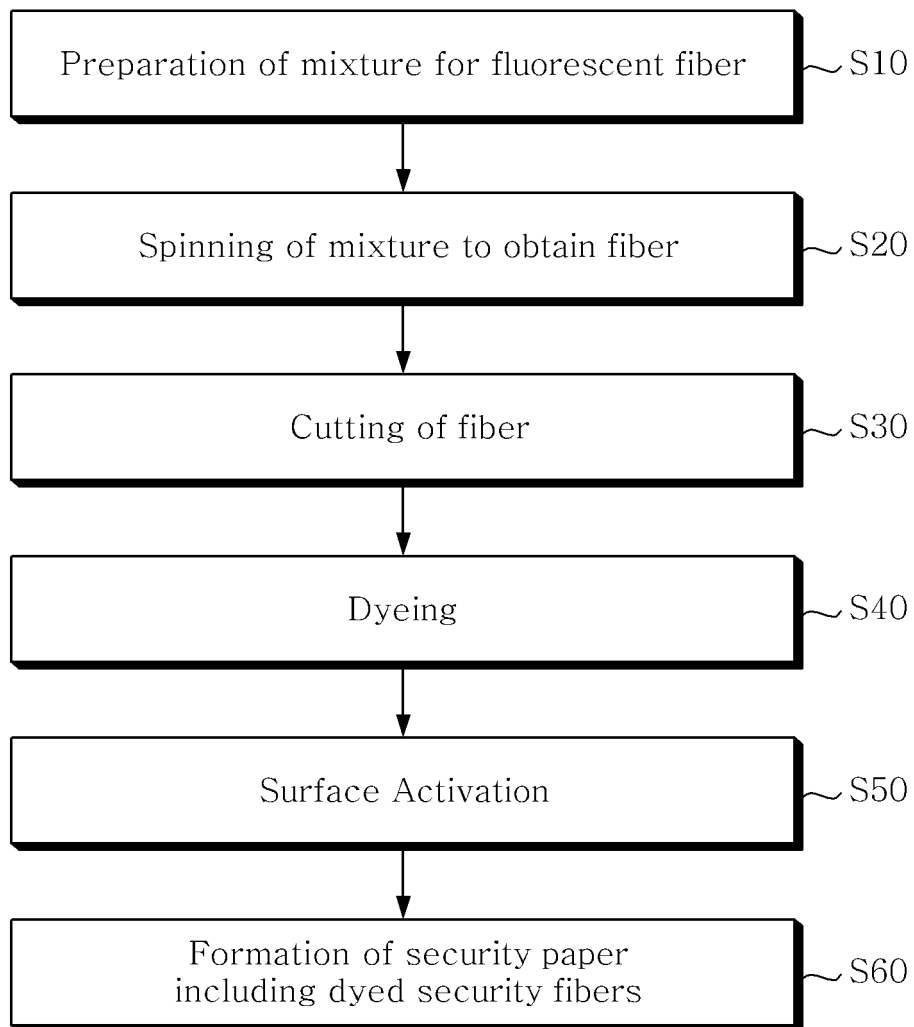 Preparation of mixture for fluorescent fiber
S10
Spinning of mixture to obtain fiber
S20
Cutting of fiber
S30
Dyeing
S40
Surface Activation
S50
Formation of security paper
including dyed security fibers
S60